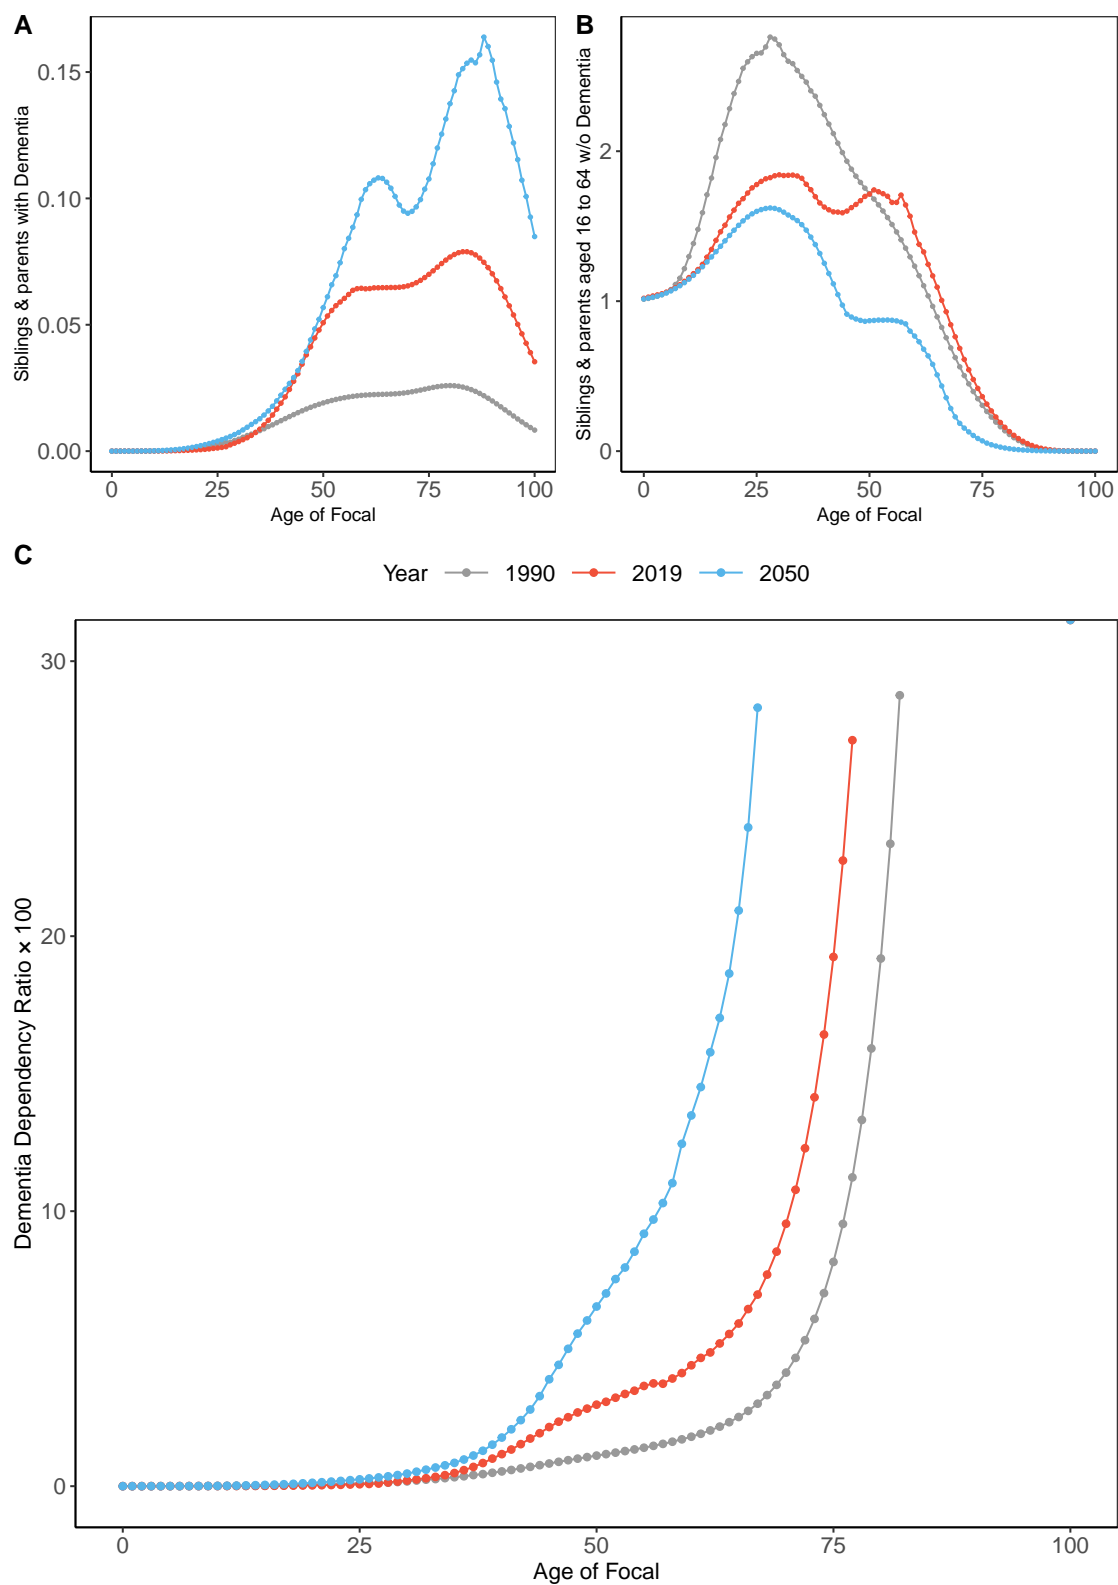 A
B
Siblings & parents with Dementia
0.15
0.10
0.05
0.00
0 25 50 75 100
Age of Focal
Siblings & parents aged 16 to 64 w/o Dementia
2
1
0
0 25 50 75 100
Age of Focal
C
Year 1990 2019 2050
Dementia Dependency Ratio × 100
30
20
10
0
0 25 50 75 100
Age of Focal